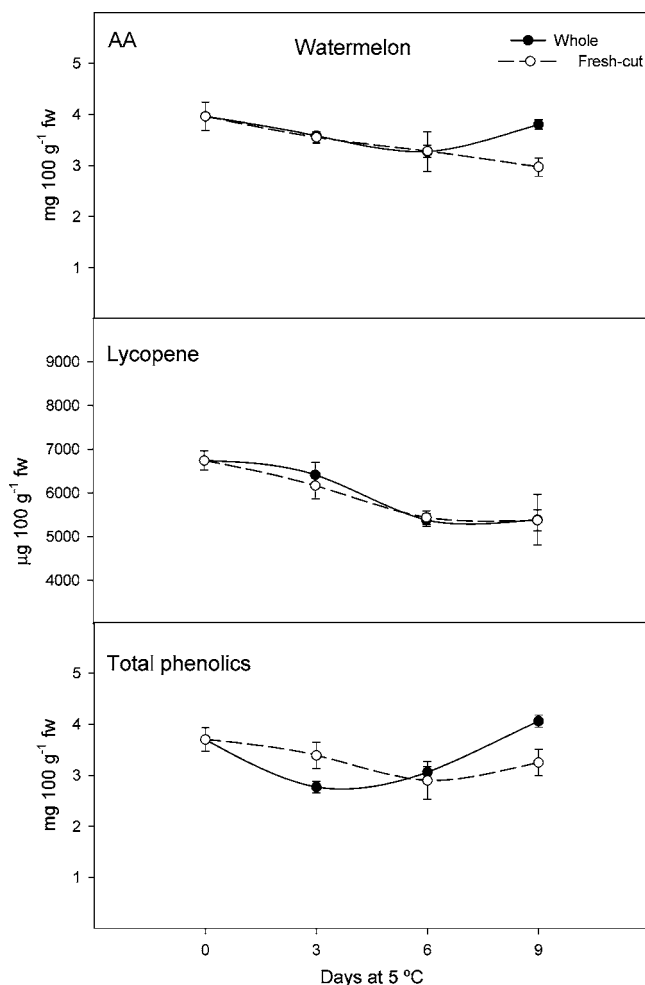 AA
Watermelon
Whole
Fresh-cut
5
4
3
2
1
mg 100 g⁻¹ fw
Lycopene
9000
8000
7000
6000
5000
4000
µg 100 g⁻¹ fw
Total phenolics
5
4
3
2
1
mg 100 g⁻¹ fw
0 3 6 9
Days at 5 ºC